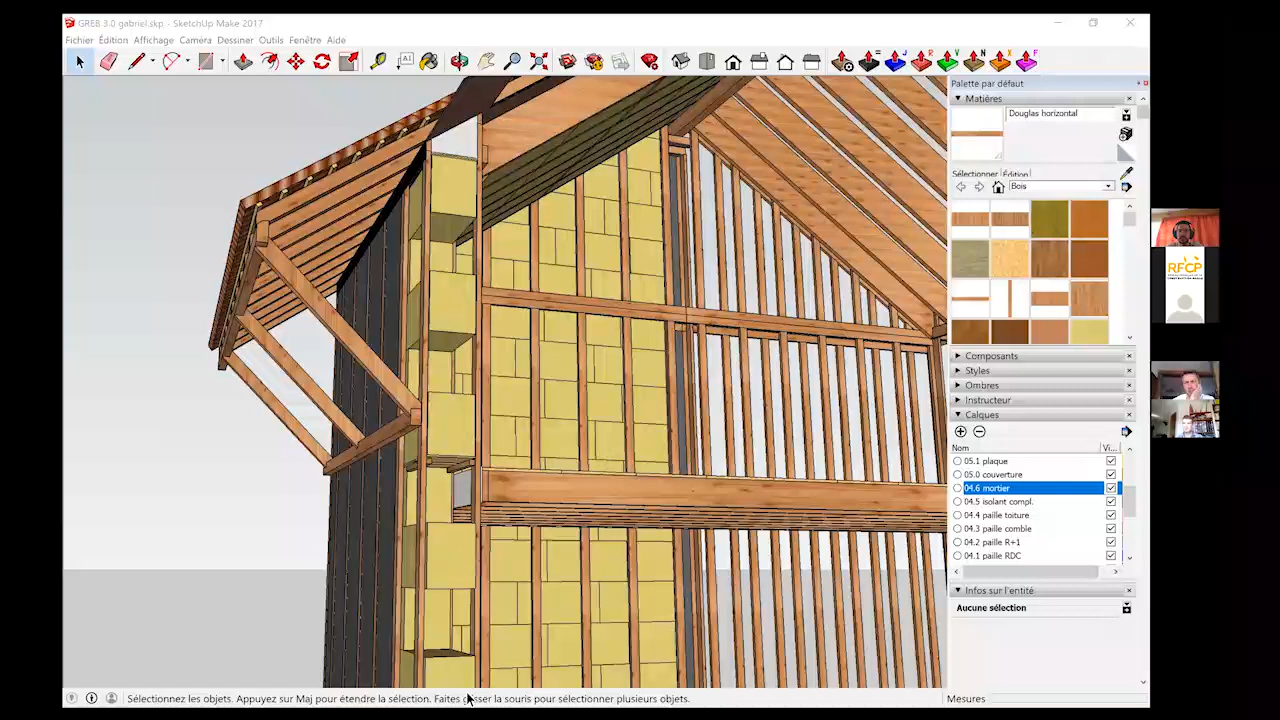 GREB 3.0 gabriel.skp - SketchUp Make 2017
Fichier Édition Affichage Caméra Dessiner Outils Fenêtre Aide
Palette par défaut
Matières
Douglas horizontal
Sélectionner Édition
Bois
Composants
Styles
Ombres
Instructeur
Calques
Nom Vi...
05.1 plaque
05.0 couverture
04.6 mortier
04.5 isolant compl.
04.4 paille toiture
04.3 paille comble
04.2 paille R+1
04.1 paille RDC
Infos sur l'entité
Aucune sélection
RFCP
Sélectionnez les objets. Appuyez sur Maj pour étendre la sélection. Faites glisser la souris pour sélectionner plusieurs objets.
Mesures